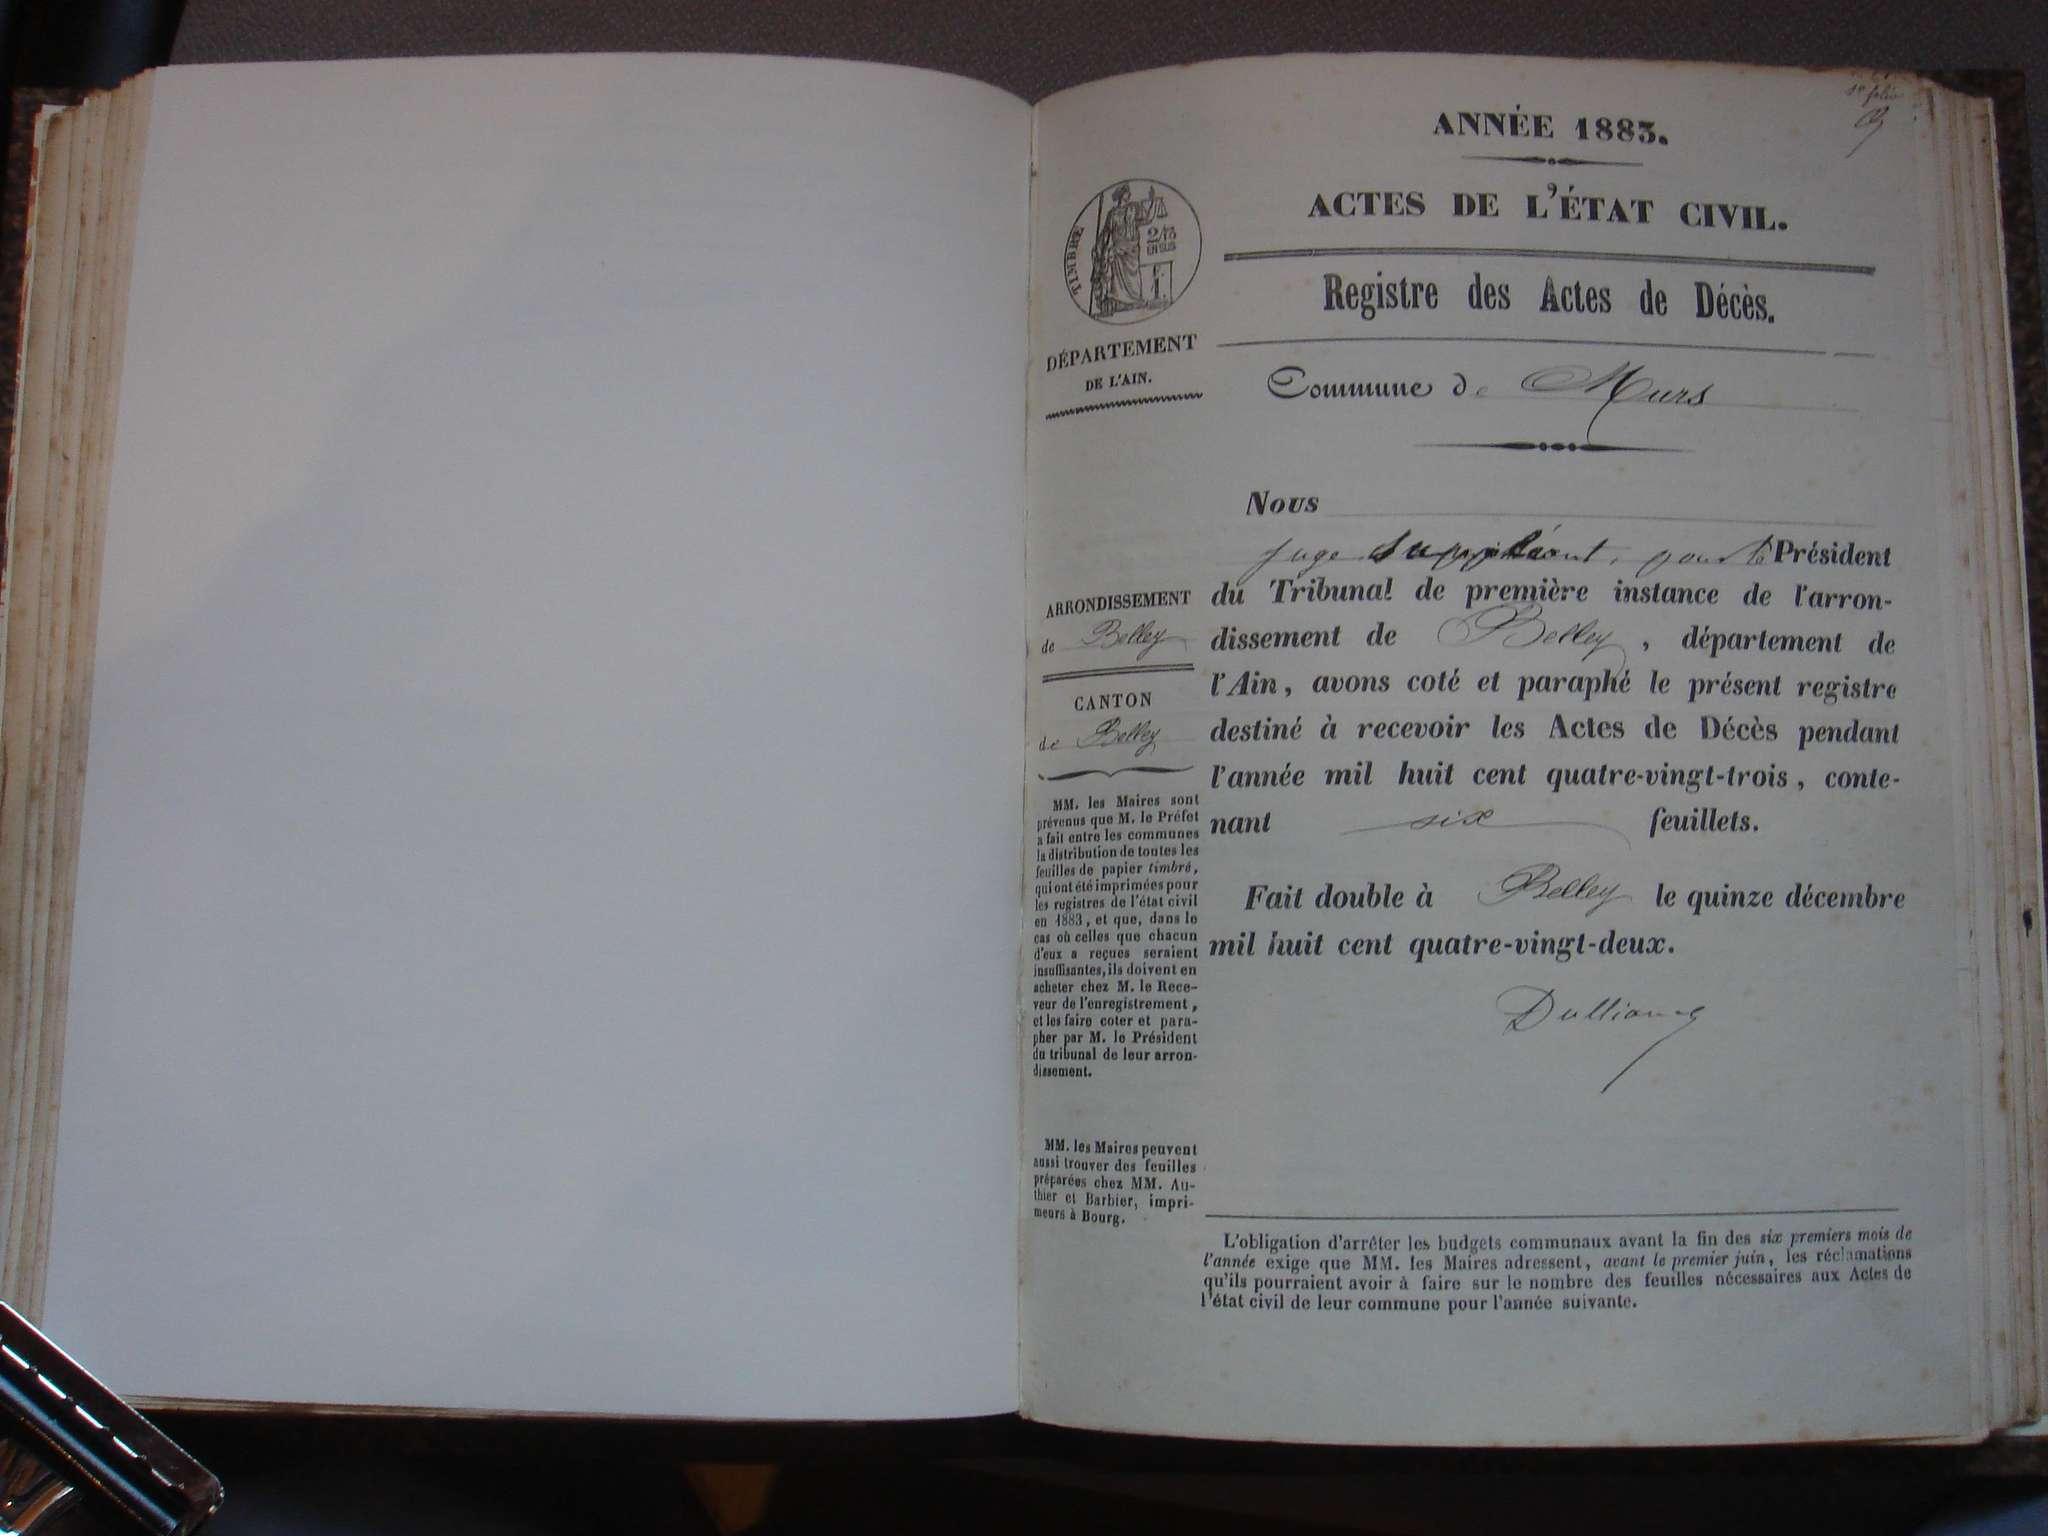 1er folio
ANNÉE 1883.
ACTES DE L'ÉTAT CIVIL.
Registre des Actes de Décès.
Commune de Murs
TIMBRE
2/10
EN SUS
DÉPARTEMENT
DE L'AIN.
ARRONDISSEMENT
de Belley
CANTON
de Belley
MM. les Maires sont
prévenus que M. le Préfet
a fait entre les communes
la distribution de toutes les
feuilles de papier timbré,
qui ont été imprimées pour
les registres de l'état civil
en 1883, et que, dans le
cas où celles que chacun
d'eux a reçues seraient
insuffisantes, ils doivent en
acheter chez M. le Rece-
veur de l'enregistrement,
et les faire coter et para-
pher par M. le Président
du tribunal de leur arron-
dissement.
MM. les Maires peuvent
aussi trouver des feuilles
préparées chez MM. Au-
thier et Barbier, impri-
meurs à Bourg.
Nous
juge suppléant, pour le Président
du Tribunal de première instance de l'arron-
dissement de Belley, département de
l'Ain, avons coté et paraphé le présent registre
destiné à recevoir les Actes de Décès pendant
l'année mil huit cent quatre-vingt-trois, conte-
nant six feuillets.
Fait double à Belley le quinze décembre
mil huit cent quatre-vingt-deux.
L'obligation d'arrêter les budgets communaux avant la fin des six premiers mois de
l'année exige que MM. les Maires adressent, avant le premier juin, les réclamations
qu'ils pourraient avoir à faire sur le nombre des feuilles nécessaires aux Actes de
l'état civil de leur commune pour l'année suivante.